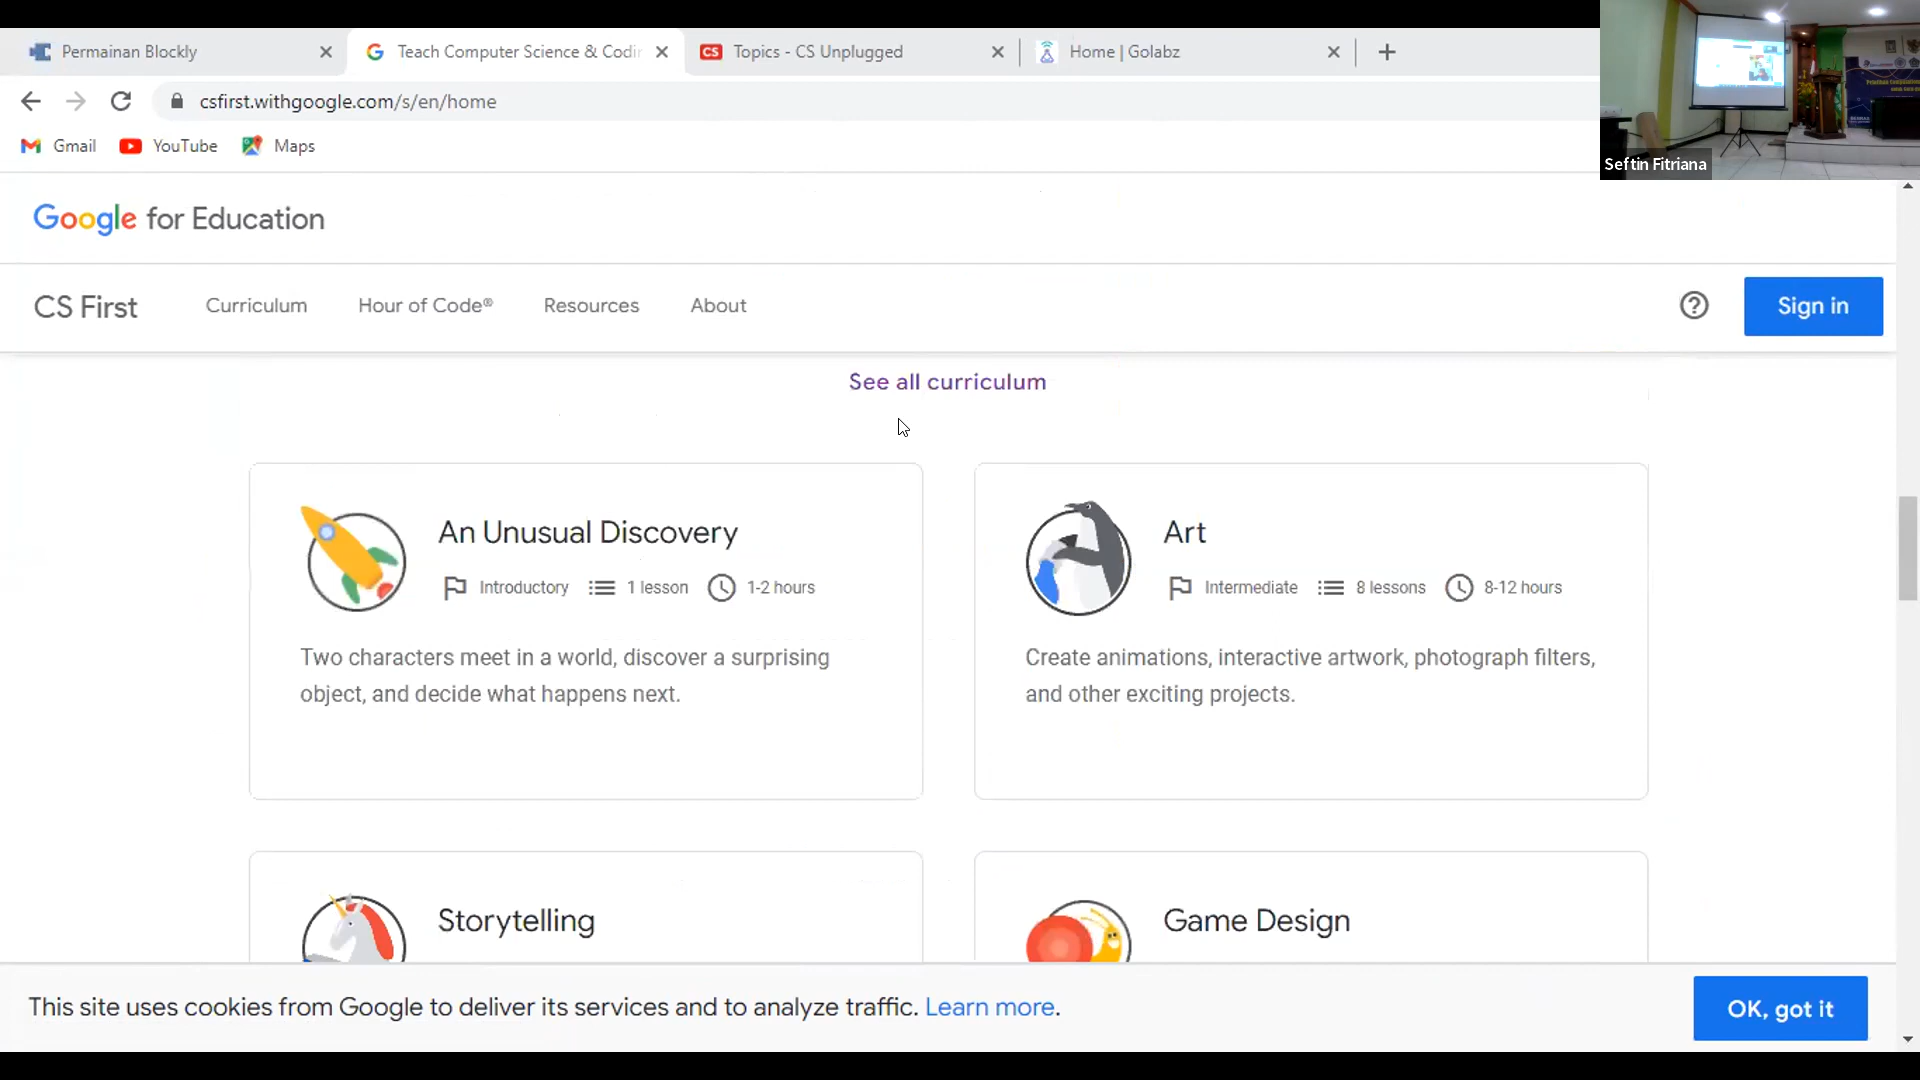 Permainan Blockly
Teach Computer Science & Codin
CS
Topics - CS Unplugged
Home | Golabz
csfirst.withgoogle.com/s/en/home
Gmail
YouTube
Maps
Seftin Fitriana
Google for Education
CS First
Curriculum
Hour of Code®
Resources
About
Sign in
See all curriculum
An Unusual Discovery
Introductory
1 lesson
1-2 hours
Two characters meet in a world, discover a surprising
object, and decide what happens next.
Art
Intermediate
8 lessons
8-12 hours
Create animations, interactive artwork, photograph filters,
and other exciting projects.
Storytelling
Game Design
This site uses cookies from Google to deliver its services and to analyze traffic. Learn more.
OK, got it